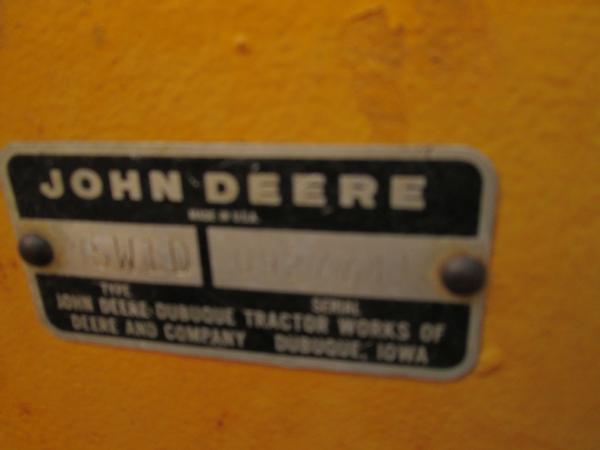 JOHN DEERE
MADE IN U.S.A.
TYPE SERIAL
JOHN DEERE DUBUQUE TRACTOR WORKS OF
DEERE AND COMPANY DUBUQUE, IOWA